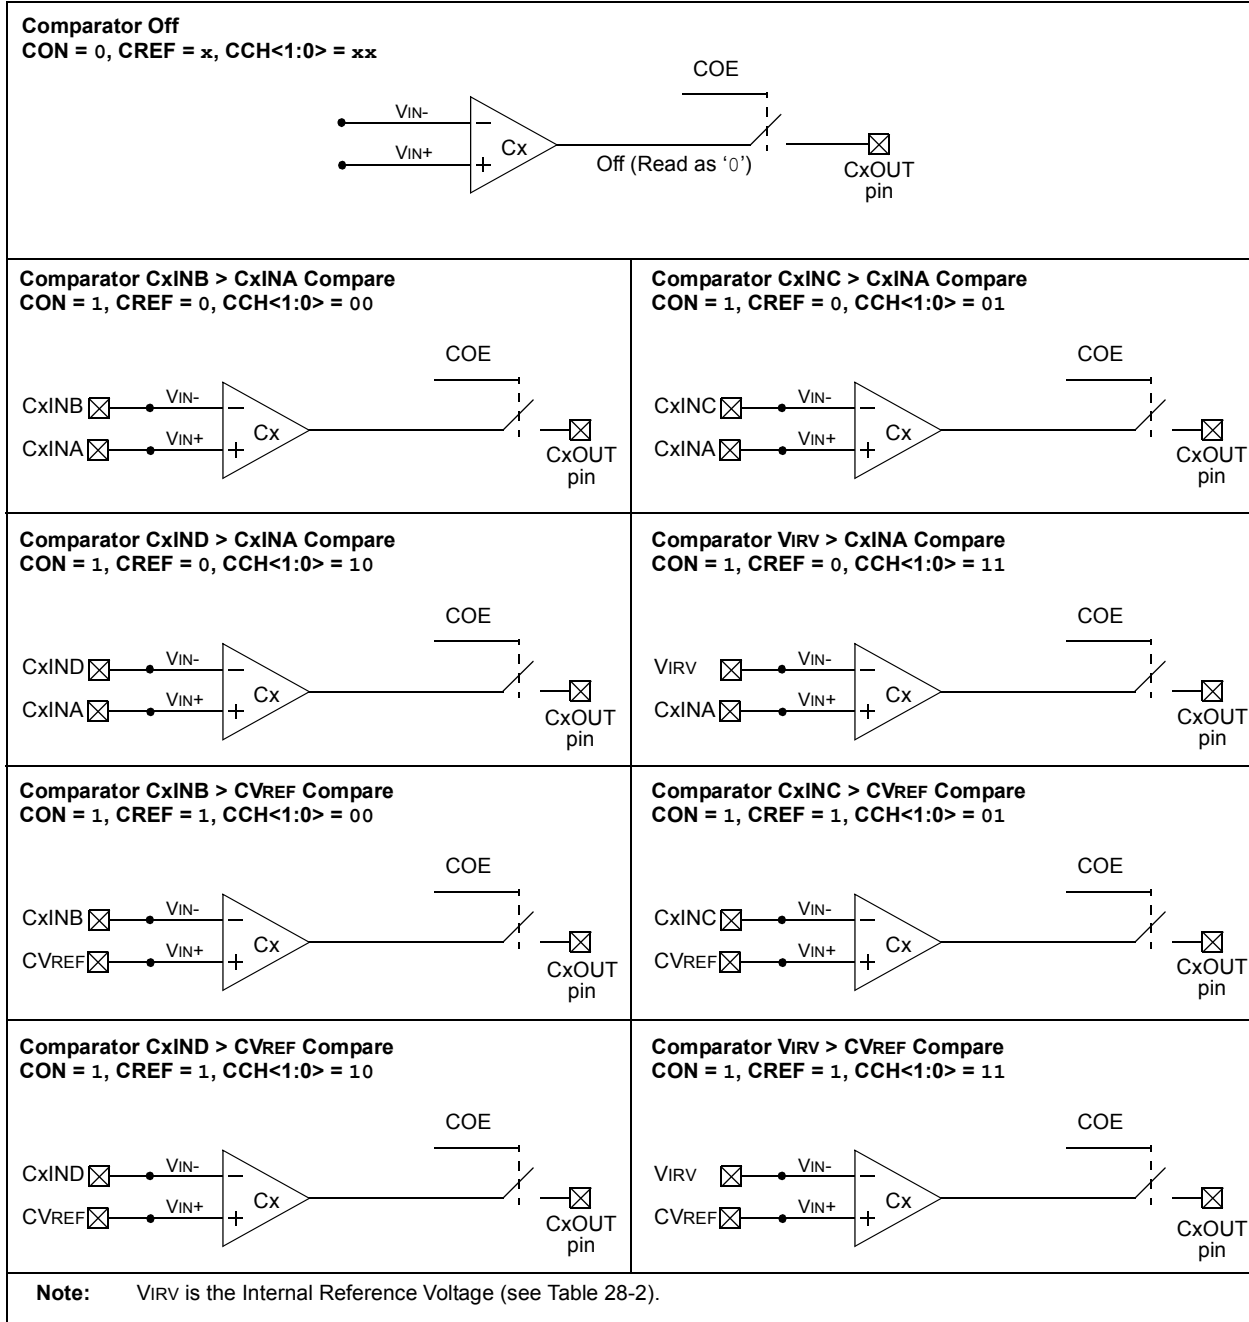 Comparator Off
CON = 0, CREF = x, CCH<1:0> = xx
COE
VIN-
VIN+
Cx
Off (Read as ‘0’)
CxOUT
pin
Comparator CxINB > CxINA Compare
CON = 1, CREF = 0, CCH<1:0> = 00
COE
CxINB
VIN-
CxINA
VIN+
Cx
CxOUT
pin
Comparator CxINC > CxINA Compare
CON = 1, CREF = 0, CCH<1:0> = 01
COE
CxINC
VIN-
CxINA
VIN+
Cx
CxOUT
pin
Comparator CxIND > CxINA Compare
CON = 1, CREF = 0, CCH<1:0> = 10
COE
CxIND
VIN-
CxINA
VIN+
Cx
CxOUT
pin
Comparator VIRV > CxINA Compare
CON = 1, CREF = 0, CCH<1:0> = 11
COE
VIRV
VIN-
CxINA
VIN+
Cx
CxOUT
pin
Comparator CxINB > CVREF Compare
CON = 1, CREF = 1, CCH<1:0> = 00
COE
CxINB
VIN-
CVREF
VIN+
Cx
CxOUT
pin
Comparator CxINC > CVREF Compare
CON = 1, CREF = 1, CCH<1:0> = 01
COE
CxINC
VIN-
CVREF
VIN+
Cx
CxOUT
pin
Comparator CxIND > CVREF Compare
CON = 1, CREF = 1, CCH<1:0> = 10
COE
CxIND
VIN-
CVREF
VIN+
Cx
CxOUT
pin
Comparator VIRV > CVREF Compare
CON = 1, CREF = 1, CCH<1:0> = 11
COE
VIRV
VIN-
CVREF
VIN+
Cx
CxOUT
pin
Note: VIRV is the Internal Reference Voltage (see Table 28-2).